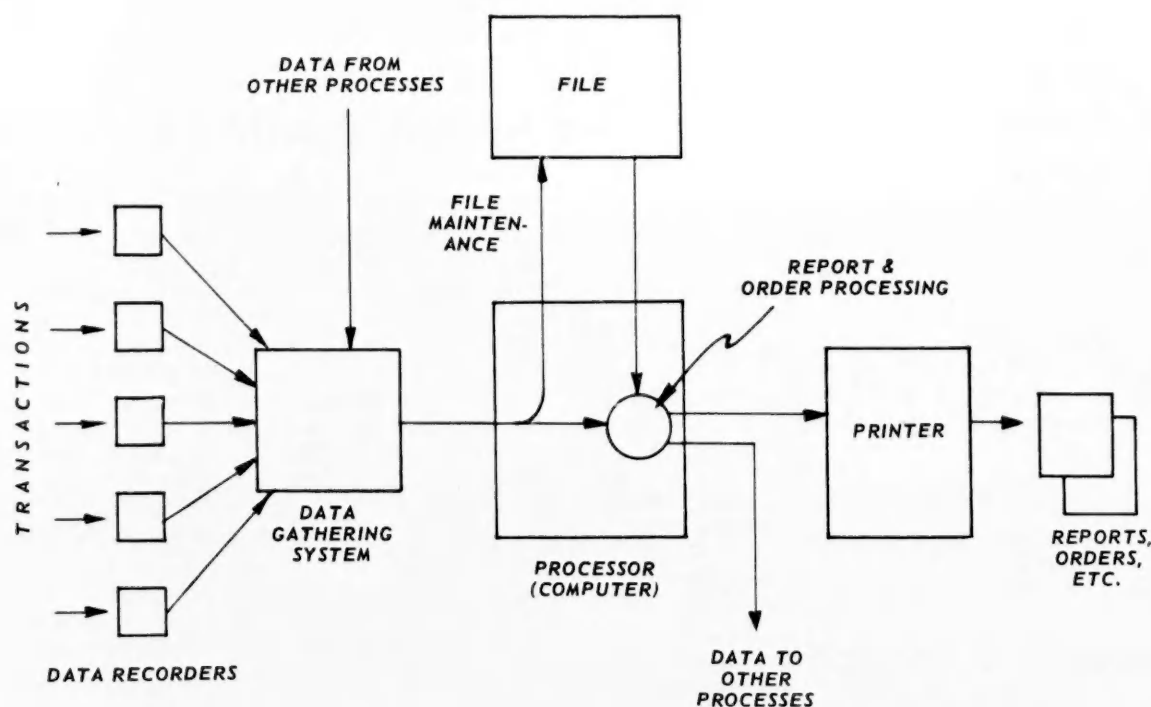 DATA FROM
OTHER PROCESSES
FILE
FILE
MAINTEN-
ANCE
REPORT &
ORDER PROCESSING
TRANSACTIONS
PRINTER
DATA
GATHERING
SYSTEM
PROCESSOR
(COMPUTER)
REPORTS,
ORDERS,
ETC.
DATA RECORDERS
DATA TO
OTHER
PROCESSES